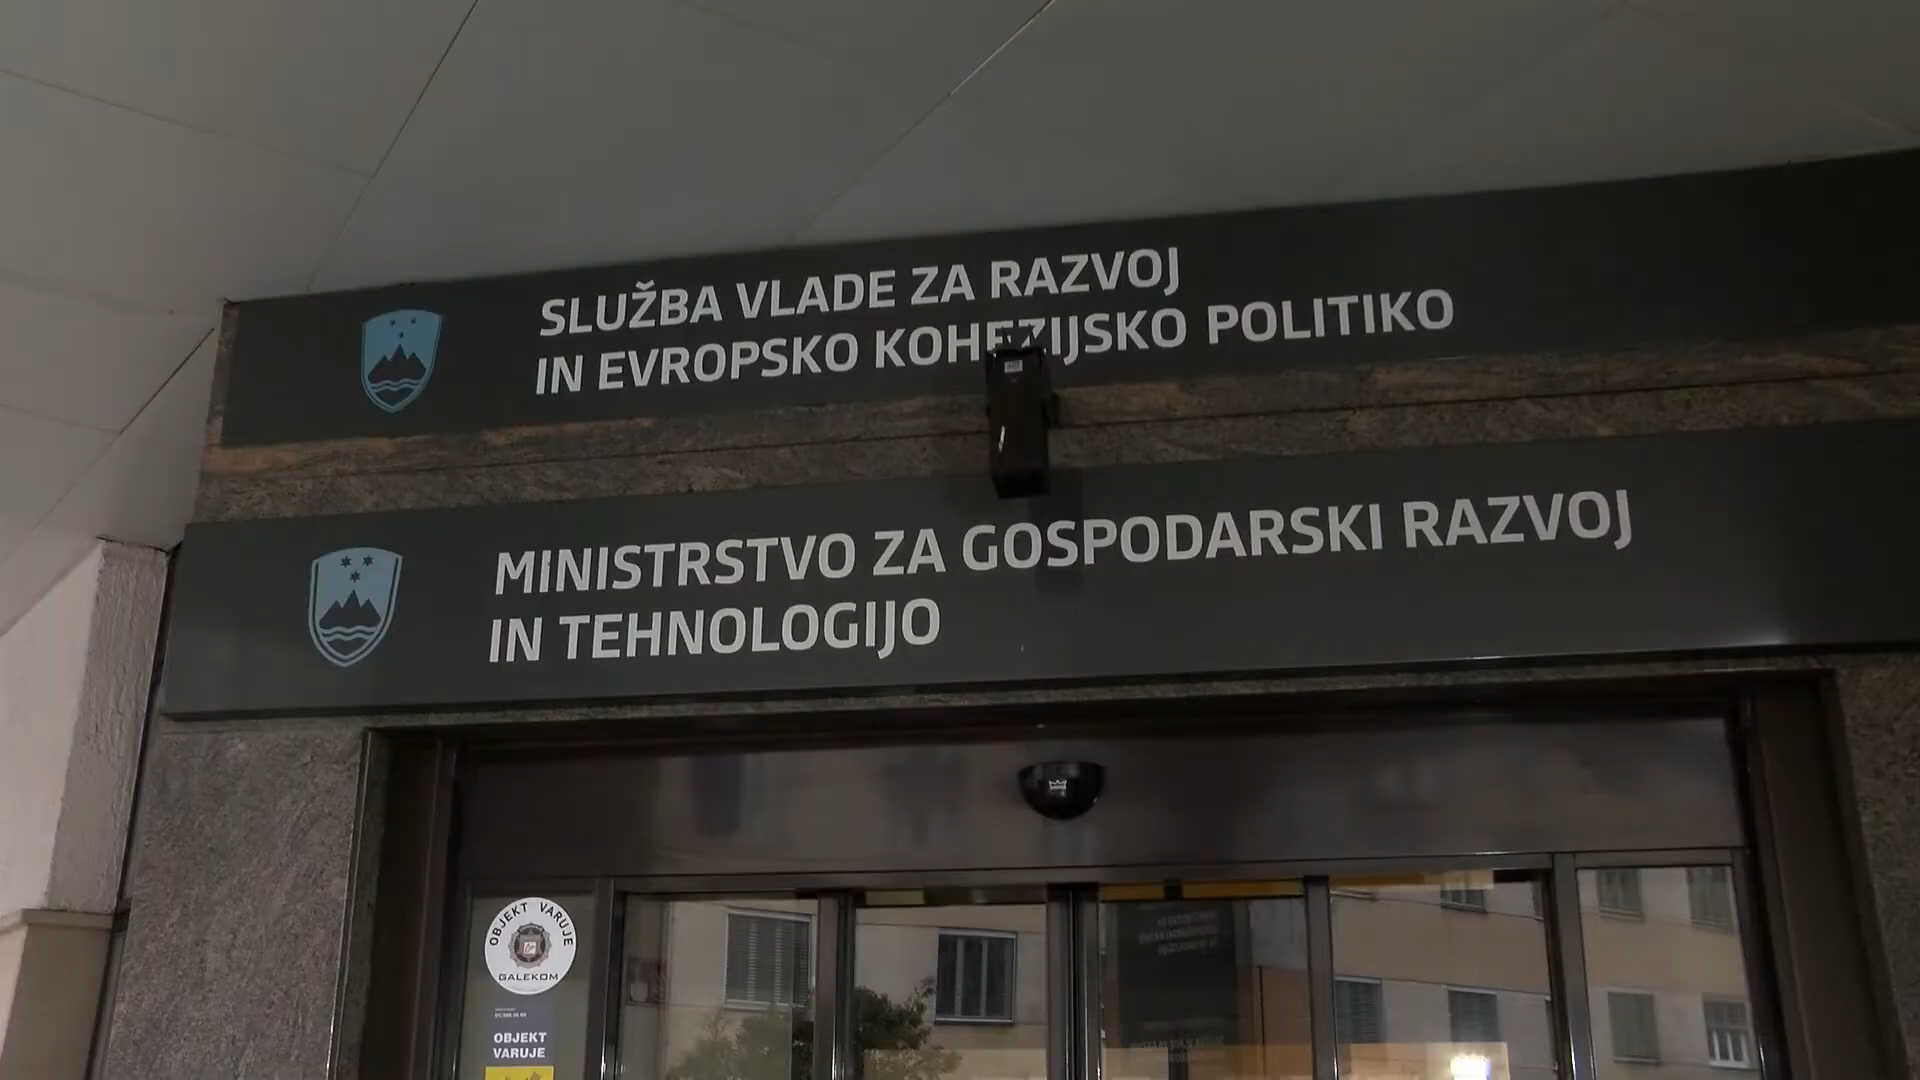 SLUŽBA VLADE ZA RAZVOJ
IN EVROPSKO KOHEZIJSKO POLITIKO
MINISTRSTVO ZA GOSPODARSKI RAZVOJ
IN TEHNOLOGIJO
OBJEKT VARUJE
GALEKOM
OBJEKT
VARUJE